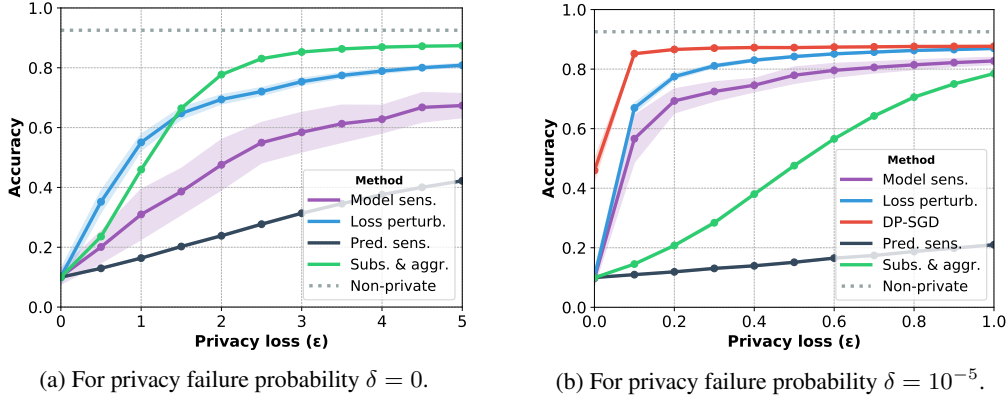 1.0
0.8
0.6
0.4
0.2
0.0
Accuracy
0
1
2
3
4
5
Privacy loss (ε)
Method
Model sens.
Loss perturb.
Pred. sens.
Subs. & aggr.
Non-private
(a) For privacy failure probability δ = 0.
1.0
0.8
0.6
0.4
0.2
0.0
Accuracy
0.0
0.2
0.4
0.6
0.8
1.0
Privacy loss (ε)
Method
Model sens.
Loss perturb.
DP-SGD
Pred. sens.
Subs. & aggr.
Non-private
(b) For privacy failure probability δ = 10⁻⁵.